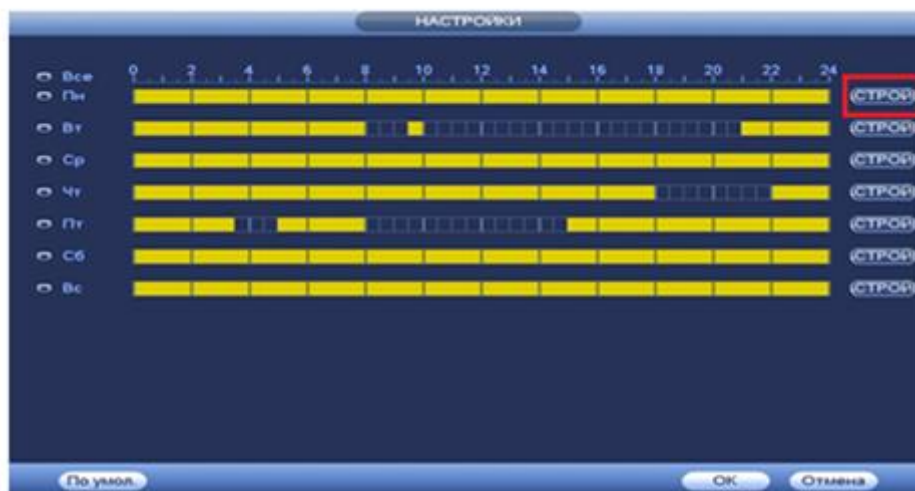 НАСТРОЙКИ
0 2 4 6 8 10 12 14 16 18 20 22 24
Все
Пн (СТРОЙ
Вт (СТРОЙ
Ср (СТРОЙ
Чт (СТРОЙ
Пт (СТРОЙ
Сб (СТРОЙ
Вс (СТРОЙ
По умол. ОК Отмена